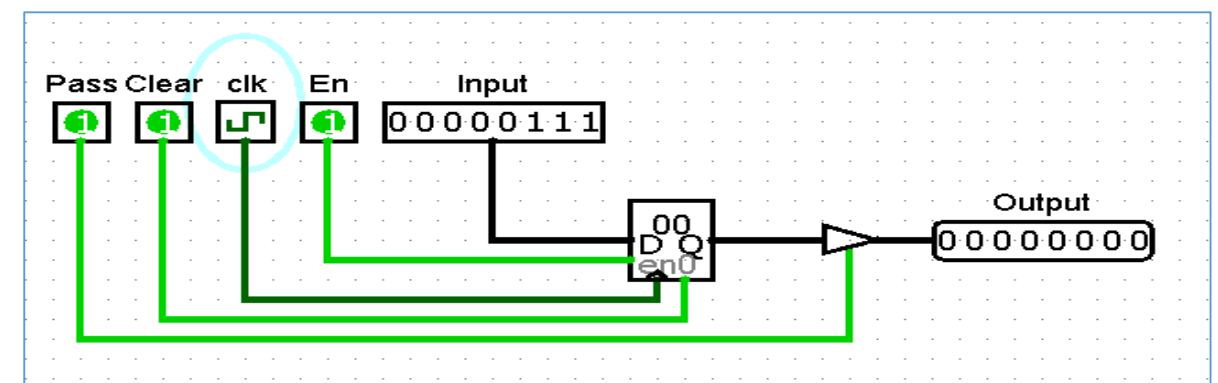 Pass Clear clk En Input
1 1 1 00000111
Output
00
D Q 00000000
en0